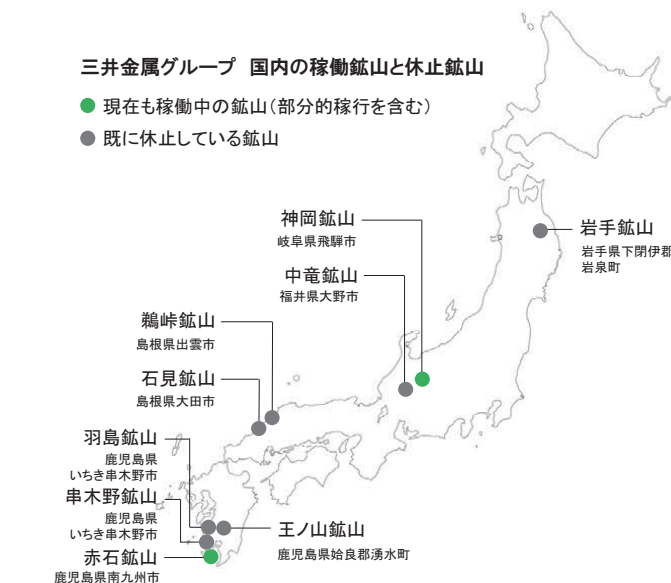 三井金属グループ 国内の稼働鉱山と休止鉱山
現在も稼働中の鉱山（部分的稼行を含む）
既に休止している鉱山
神岡鉱山
岐阜県飛騨市
岩手鉱山
岩手県下閉伊郡
岩泉町
中竜鉱山
福井県大野市
鵜峠鉱山
島根県出雲市
石見鉱山
島根県大田市
羽島鉱山
鹿児島県
いちき串木野市
串木野鉱山
鹿児島県
いちき串木野市
王ノ山鉱山
鹿児島県姶良郡湧水町
赤石鉱山
鹿児島県南九州市